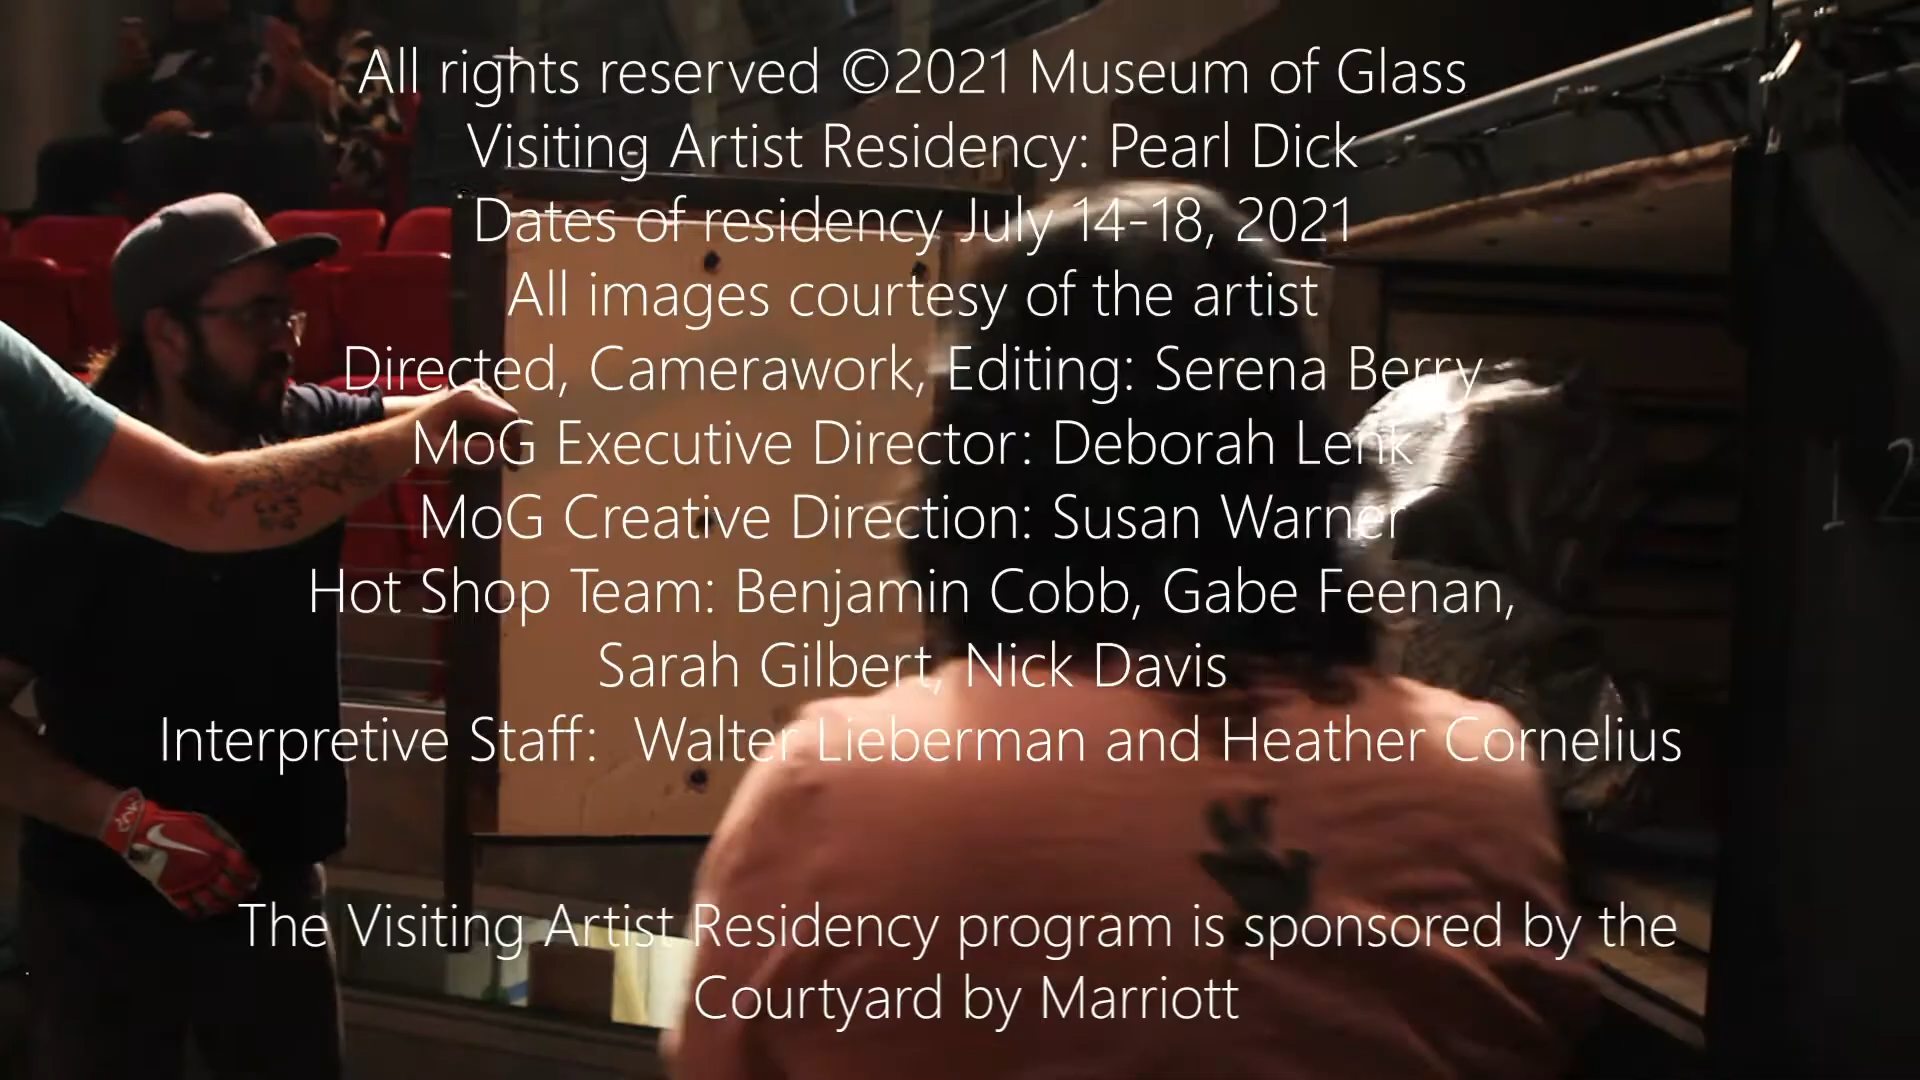 All rights reserved ©2021 Museum of Glass
Visiting Artist Residency: Pearl Dick
Dates of residency July 14-18, 2021
All images courtesy of the artist
Directed, Camerawork, Editing: Serena Berry
MoG Executive Director: Deborah Lenk
MoG Creative Direction: Susan Warner
Hot Shop Team: Benjamin Cobb, Gabe Feenan,
Sarah Gilbert, Nick Davis
Interpretive Staff:  Walter Lieberman and Heather Cornelius
The Visiting Artist Residency program is sponsored by the
Courtyard by Marriott
1 2